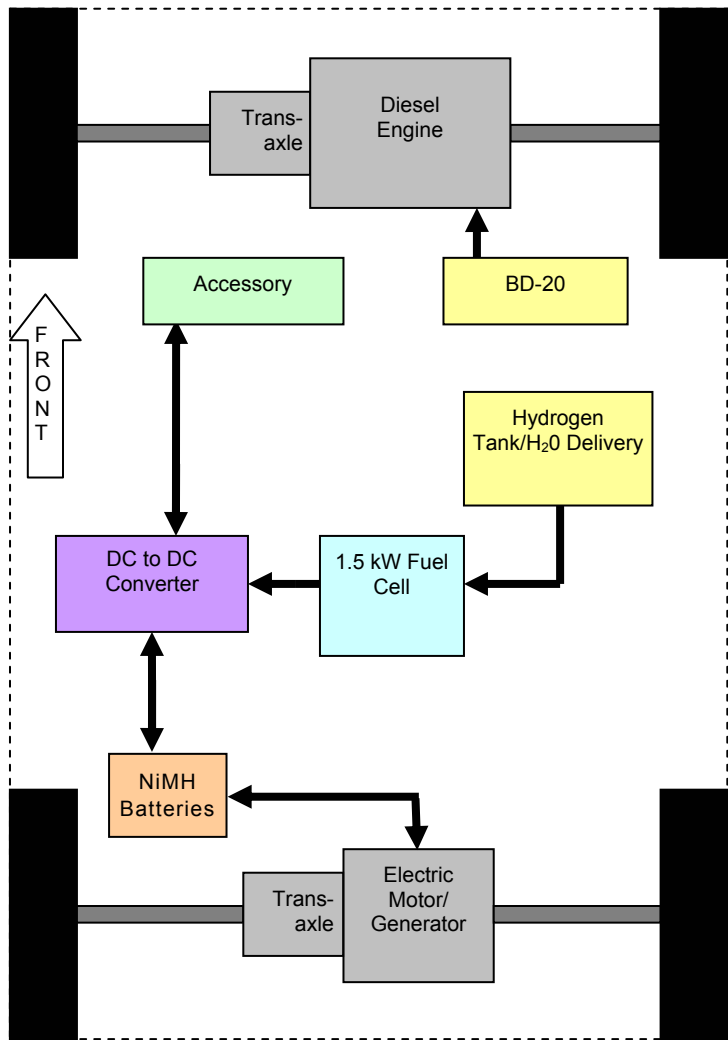 Trans-
axle
Diesel
Engine
Accessory
BD-20
F
R
O
N
T
Hydrogen
Tank/H₂0 Delivery
DC to DC
Converter
1.5 kW Fuel
Cell
NiMH
Batteries
Trans-
axle
Electric
Motor/
Generator